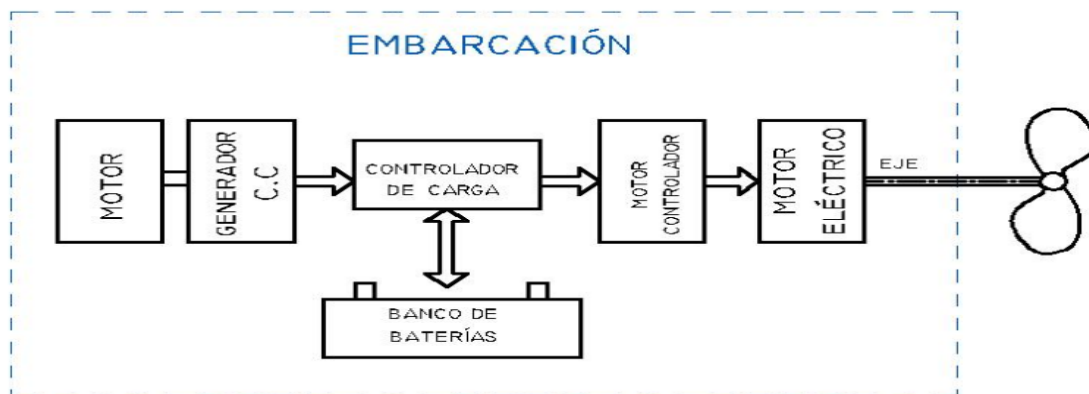 EMBARCACIÓN
MOTOR
GENERADOR
C.C
CONTROLADOR
DE CARGA
MOTOR
CONTROLADOR
MOTOR
ELÉCTRICO
EJE
BANCO DE
BATERÍAS